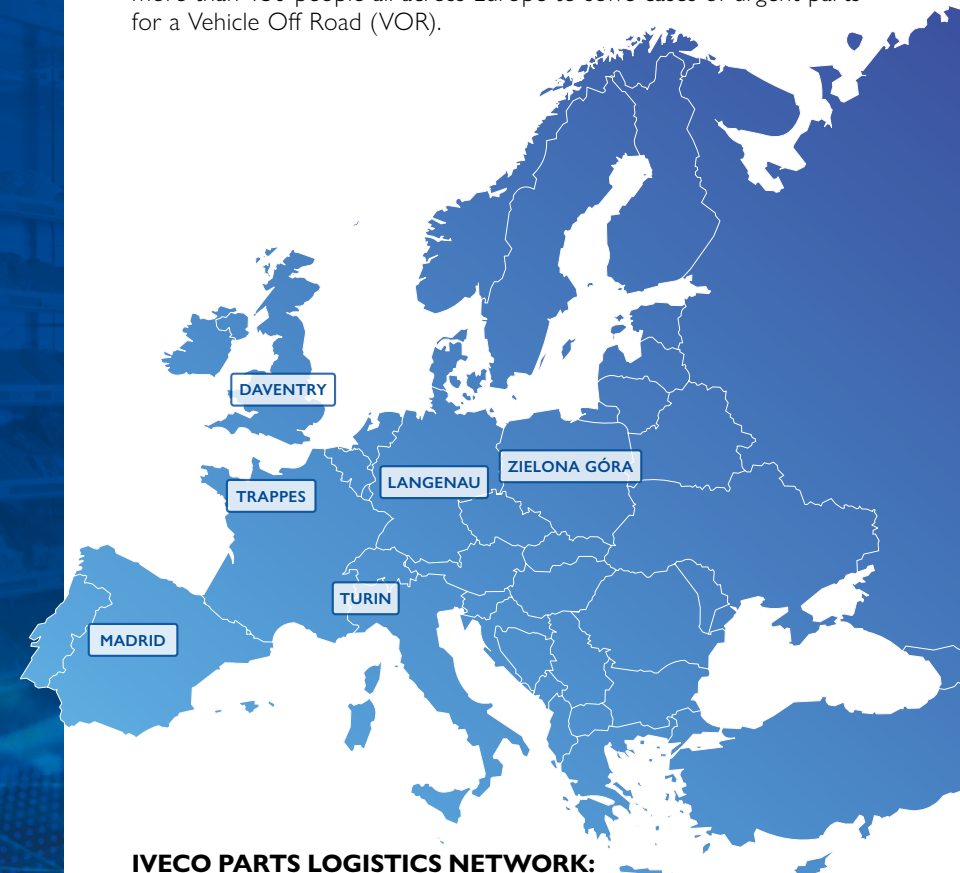 for a Vehicle Off Road (VOR).
DAVENTRY
ZIELONA GÓRA
LANGENAU
TRAPPES
TURIN
MADRID
IVECO PARTS LOGISTICS NETWORK: